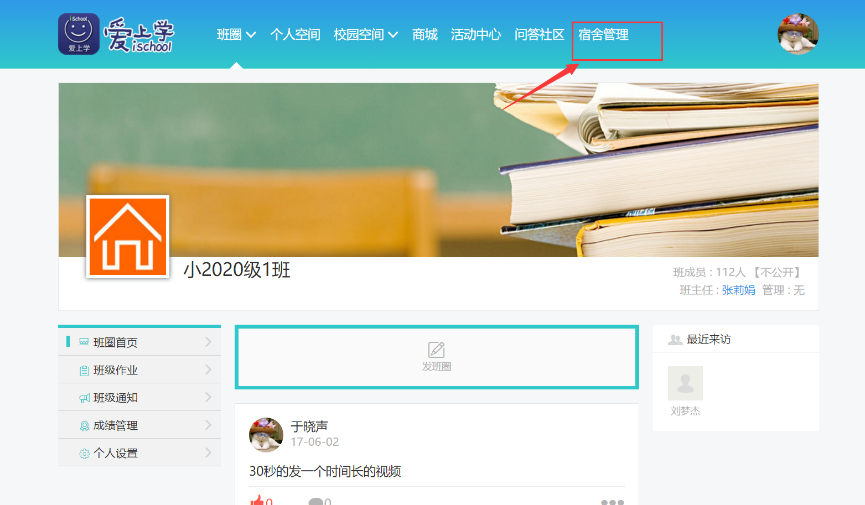 iSchool
爱上学
爱上学
iSchool
班圈 个人空间 校园空间 商城 活动中心 问答社区 宿舍管理
小2020级1班
班成员 : 112人 【不公开】
班主任 : 张莉娟 管理 : 无
班圈首页
班级作业
班级通知
成绩管理
个人设置
发班圈
于晓声
17-06-02
30秒的发一个时间长的视频
0 0
最近来访
刘梦杰